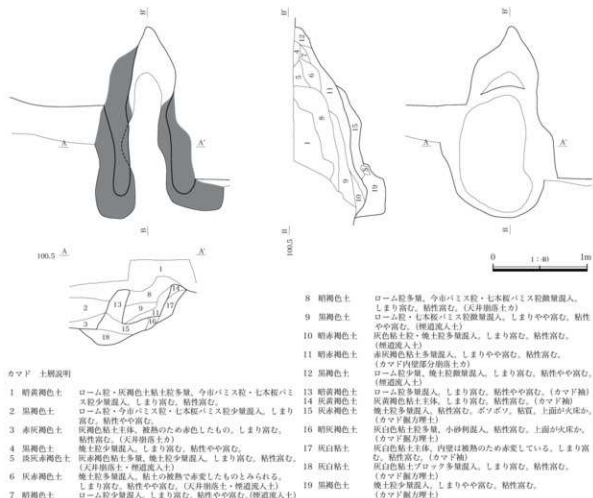 B'
B'
B'
A
A'
A
A'
B
B
B
100.5
0
1:40
1m
100.5
A
A'
カマド 土層説明
1 暗黄褐色土 ローム粒・灰褐色土粘土粒多量、今市パミス粒・七本桜パミ
ス粒少量混入。しまり富む、粘性富む。
2 黒褐色土 ローム粒・今市パミス粒・七本桜パミス粒少量混入。しまり
富む、粘性やや富む。
3 赤灰褐色土 灰褐色粘土主体、被熱のため赤色したもの。しまり富む、
粘性富む。(天井崩落土カ)
4 黒褐色土 焼土粒少量混入。しまり富む、粘性やや富む。
5 淡灰赤褐色土 灰褐色粘土多量、焼土粒少量混入。しまり富む、粘性富む。
(天井崩落土・煙道流入土)
6 灰赤褐色土 焼土粒多量混入。粘土の被熱で赤変したものとみられる。
しまり富む、粘性やや富む。(天井崩落土・煙道流入土)
7 暗褐色土 ローム粒少量混入。しまり富む、粘性やや富む。(煙道流入土)
8 暗褐色土 ローム粒多量、今市パミス粒・七本桜パミス粒微量混入。
しまり富む、粘性富む。(天井崩落土カ)
9 黒褐色土 ローム粒・七本桜パミス粒微量混入。しまりやや富む、粘性
やや富む。(煙道流入土)
10 暗赤褐色土 灰色粘土粒・焼土粒多量混入。しまり富む、粘性富む。
(煙道流入土)
11 暗赤褐色土 赤灰褐色粘土多量混入。しまりやや富む、粘性富む。
(カマド内壁部分崩落土カ)
12 黒褐色土 ローム粒少量、焼土粒微量混入。しまり富む、粘性やや富む。
(煙道流入土)
13 暗黄褐色土 ローム粒多量混入。しまり富む、粘性やや富む。(カマド袖)
14 灰黄褐色土 灰黄褐色粘土。しまり富む、粘性富む。(カマド袖)
15 灰赤褐色土 焼土粒多量混入。粘性富む。ボソボソ、粘質。上面が火床か。
(カマド掘方埋土)
16 暗灰褐色土 灰白色粘土粒多量、小砂利混入。粘性富む。上面が火床か。
(カマド掘方埋土)
17 灰白粘土 灰白色粘土主体、内壁は被熱のため赤変している。しまり富
む、粘性富む。(カマド袖)
18 灰白粘土 灰白色粘土ブロック多量混入。しまり富む、粘性富む。
(カマド掘方埋土)
19 黒褐色土 焼土粒少量混入。しまりやや富む、粘性富む。
(カマド掘方埋土)